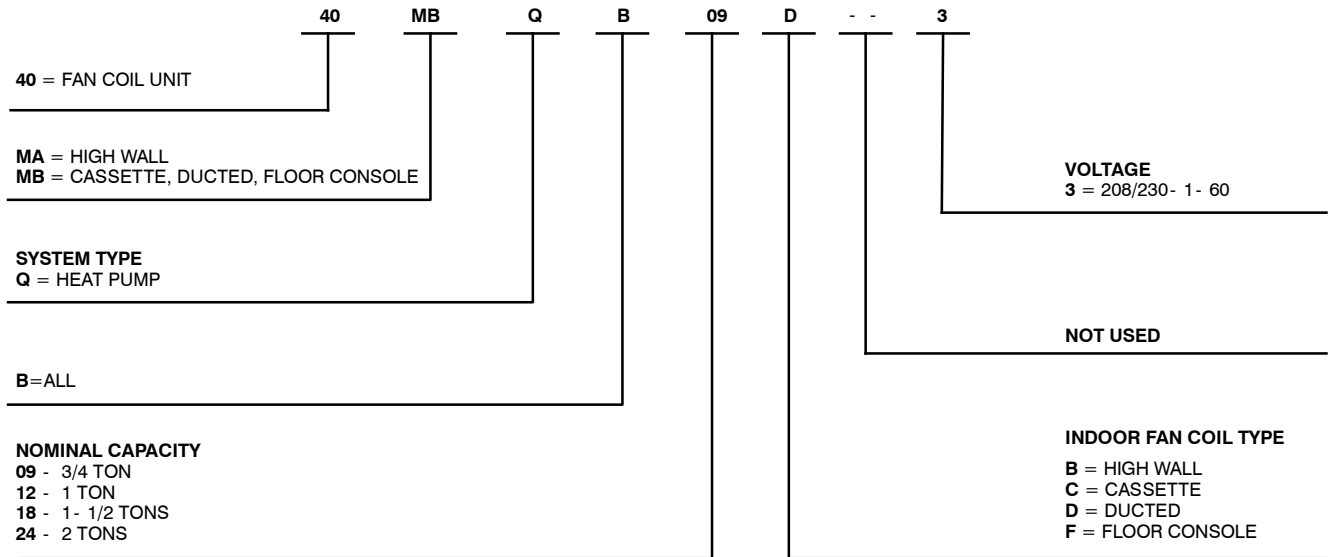 40 MB Q B 09 D - - 3
40 = FAN COIL UNIT
MA = HIGH WALL
MB = CASSETTE, DUCTED, FLOOR CONSOLE
VOLTAGE
3 = 208/230- 1- 60
SYSTEM TYPE
Q = HEAT PUMP
NOT USED
B=ALL
NOMINAL CAPACITY
09 - 3/4 TON
12 - 1 TON
18 - 1- 1/2 TONS
24 - 2 TONS
INDOOR FAN COIL TYPE
B = HIGH WALL
C = CASSETTE
D = DUCTED
F = FLOOR CONSOLE